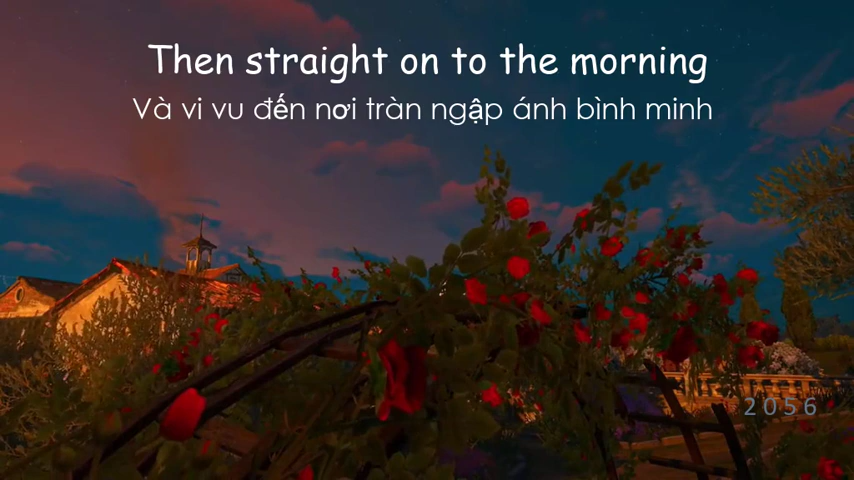 Then straight on to the morning
Và vi vu đến nơi tràn ngập ánh bình minh
2056